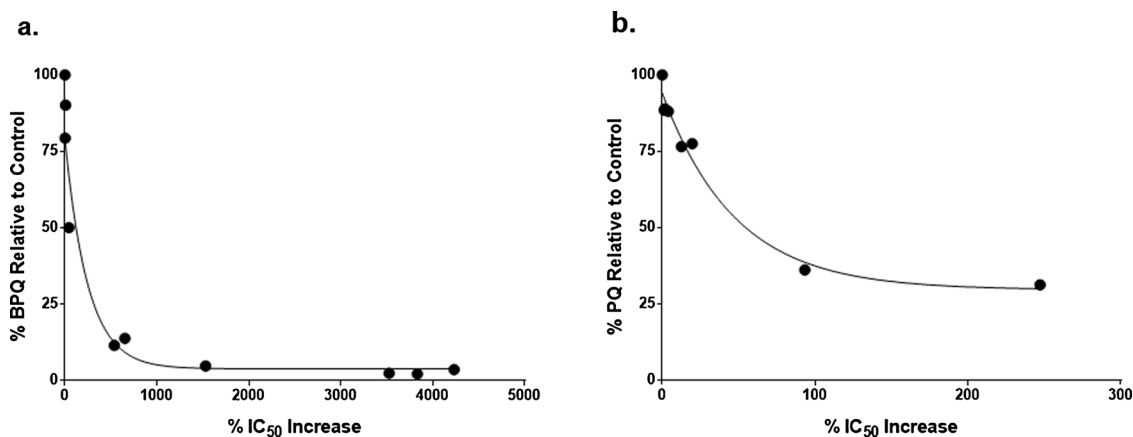 a.
% BPQ Relative to Control
100
75
50
25
0
0 1000 2000 3000 4000 5000
% IC50 Increase
b.
% PQ Relative to Control
100
75
50
25
0
0 100 200 300
% IC50 Increase